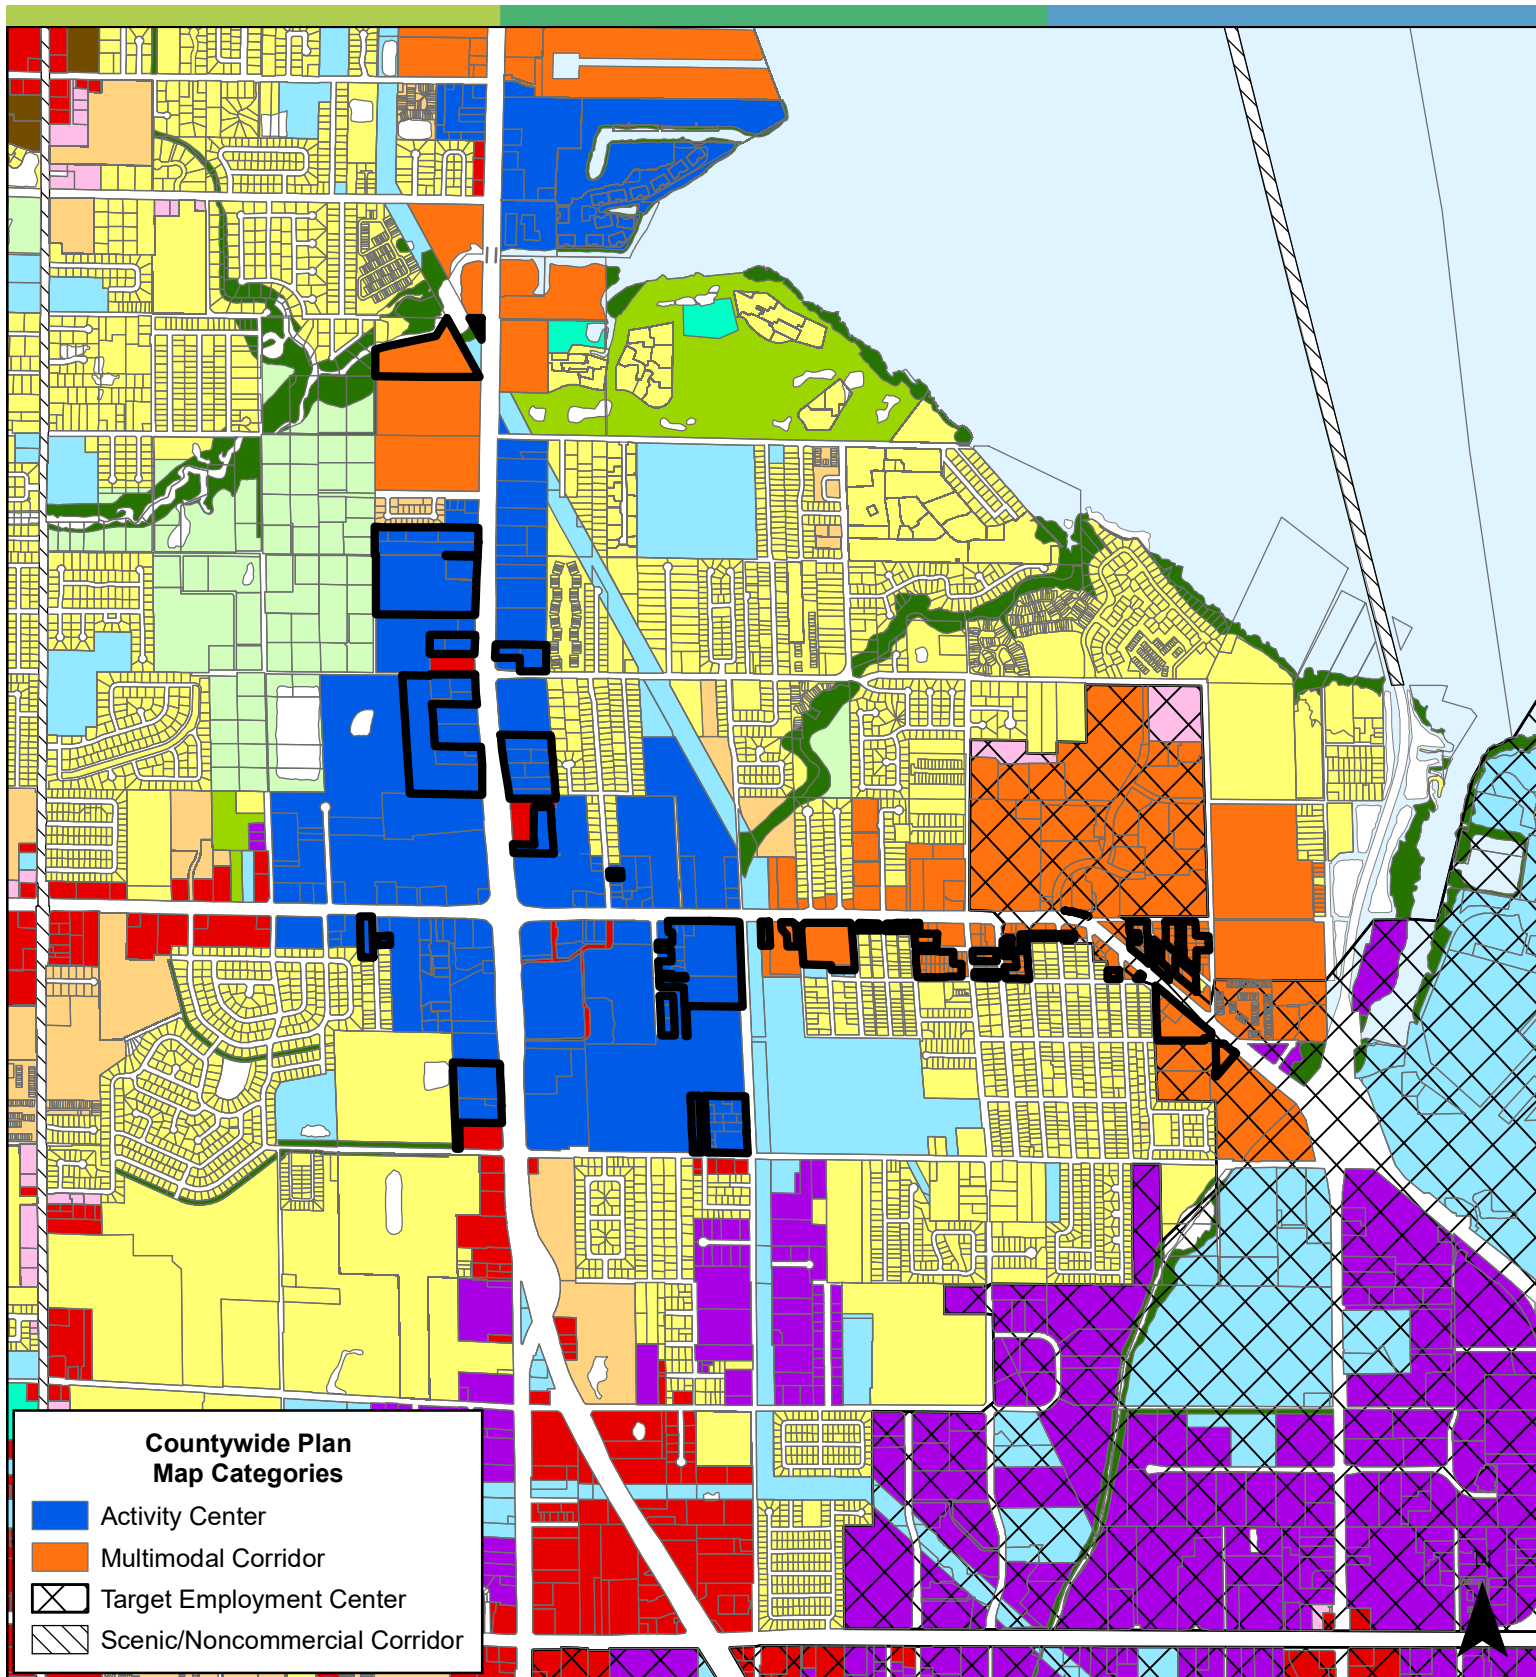 Countywide Plan
Map Categories
Activity Center
Multimodal Corridor
Target Employment Center
Scenic/Noncommercial Corridor